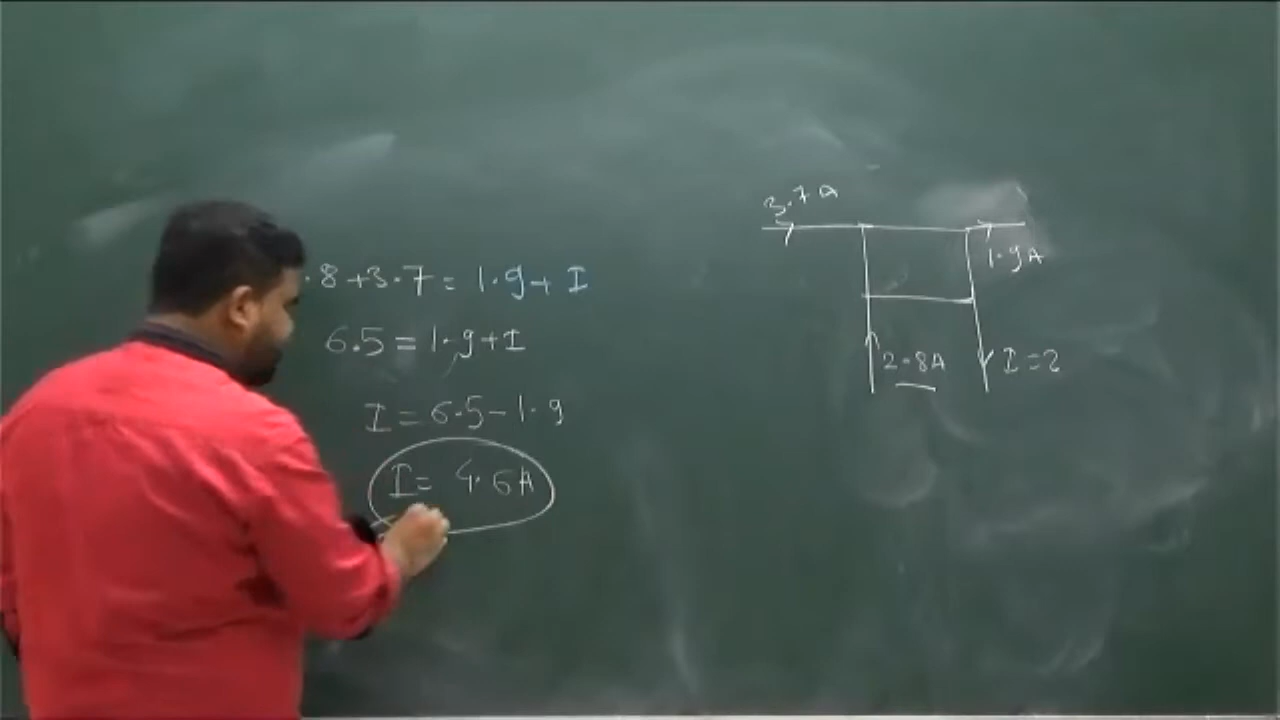 .8+3.7=1.9+I
6.5=1.9+I
I=6.5-1.9
I=4.6A
3.7A
1.9A
2.8A
I=?